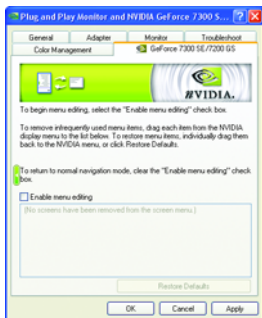 Plug and Play Monitor and NVIDIA GeForce 7300 S...
General Adapter Monitor Troubleshoot
Color Management GeForce 7300 SE/7200 GS
NVIDIA.
To begin menu editing, select the "Enable menu editing" check box.
To remove infrequently used menu items, drag each item from the NVIDIA
display menu to the list below. To restore menu items, individually drag them
back to the NVIDIA menu, or click Restore Defaults.
To return to normal navigation mode, clear the "Enable menu editing" check
box.
Enable menu editing
(No screens have been removed from the screen menu.)
Restore Defaults
OK Cancel Apply